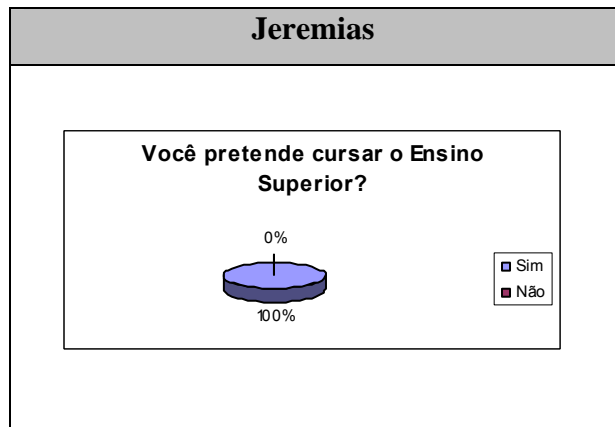 Jeremias
Você pretende cursar o Ensino
Superior?
0%
100%
Sim
Não